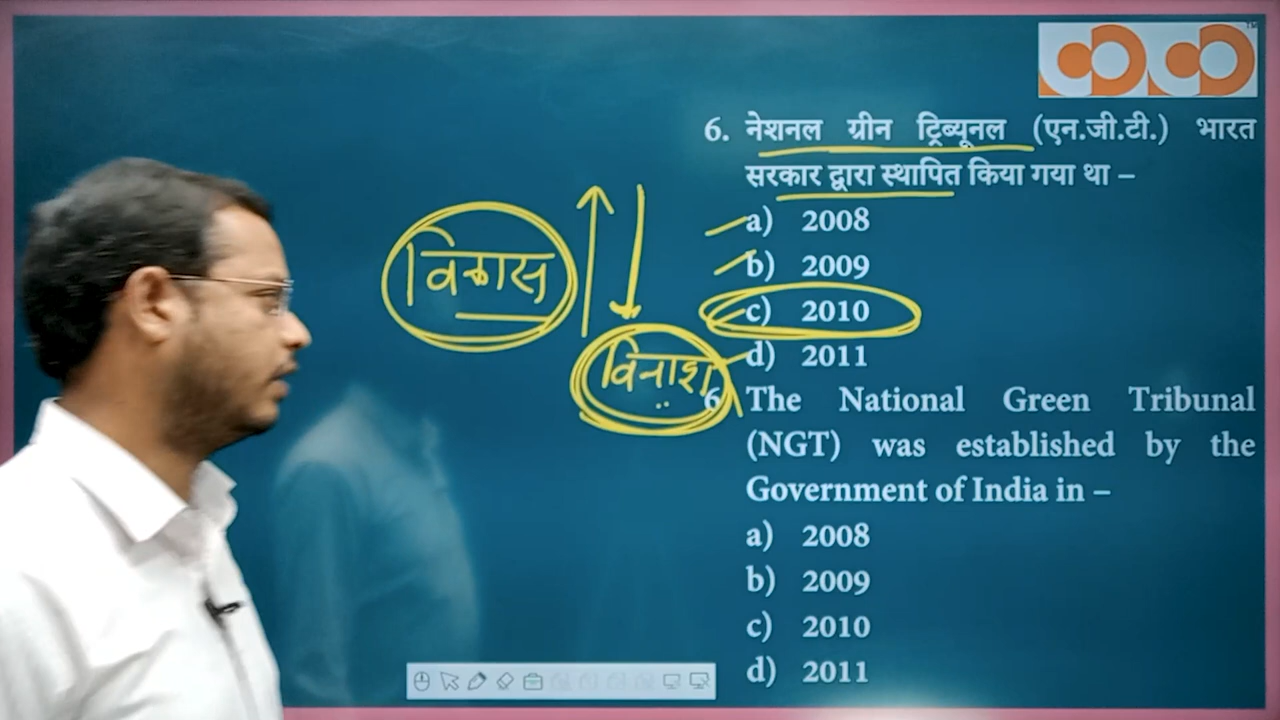 6. नेशनल ग्रीन ट्रिब्यूनल (एन.जी.टी.) भारत
सरकार द्वारा स्थापित किया गया था –
a) 2008
b) 2009
c) 2010
d) 2011
विकास
विनाश
6. The National Green Tribunal
(NGT) was established by the
Government of India in –
a) 2008
b) 2009
c) 2010
d) 2011
TM